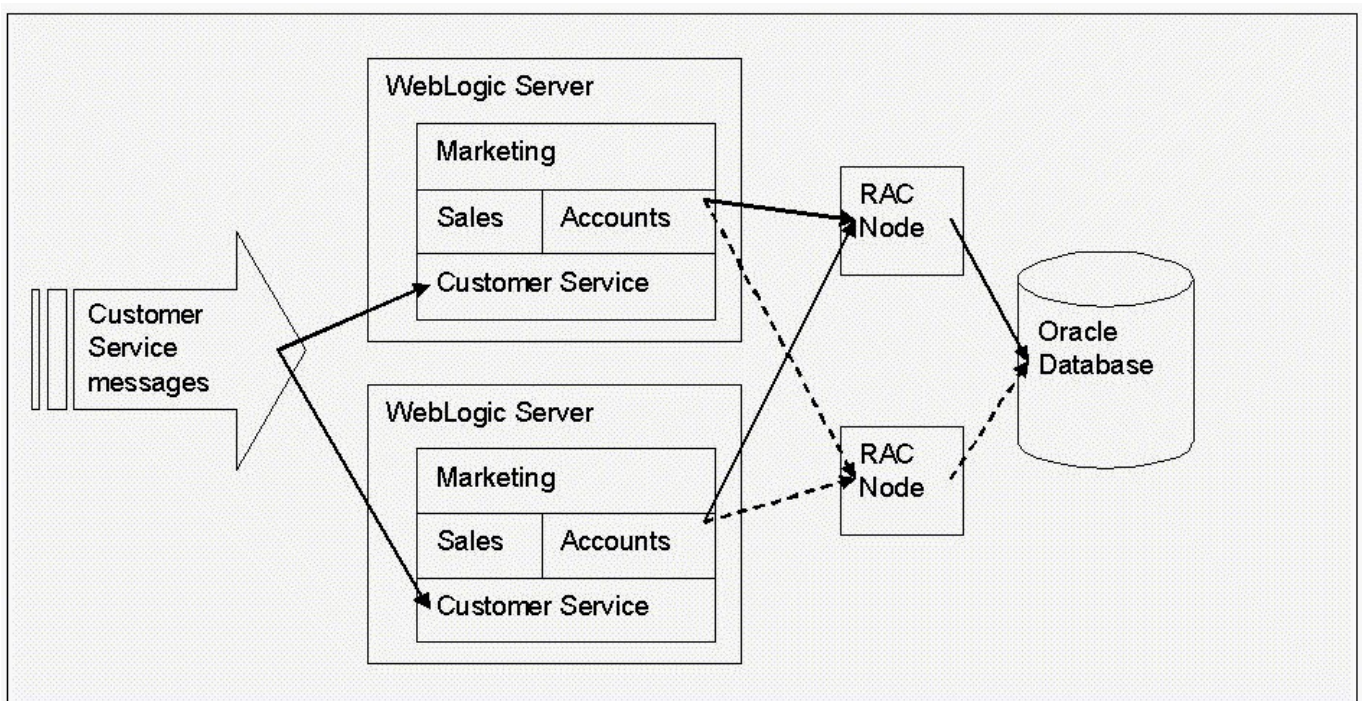 Customer
Service
messages
WebLogic Server
Marketing
Sales
Accounts
Customer Service
WebLogic Server
Marketing
Sales
Accounts
Customer Service
RAC
Node
RAC
Node
Oracle
Database